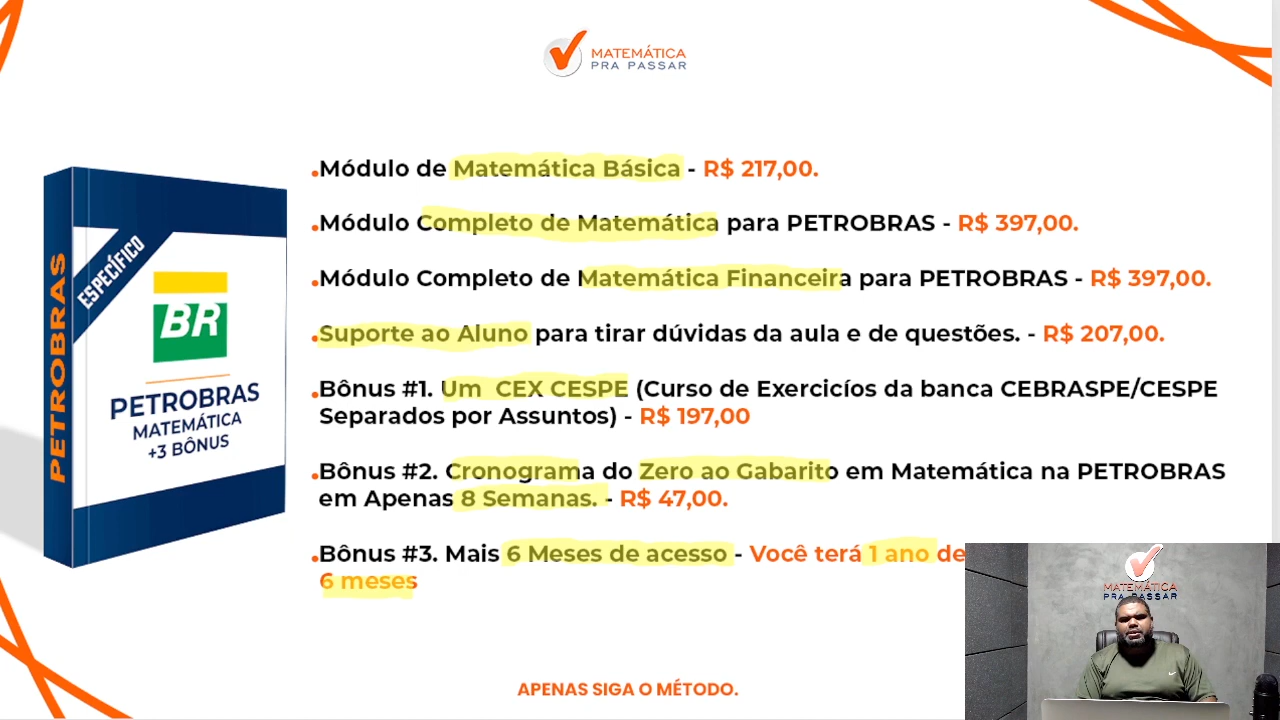 MATEMÁTICA
PRA PASSAR
.Módulo de Matemática Básica - R$ 217,00.
.Módulo Completo de Matemática para PETROBRAS - R$ 397,00.
.Módulo Completo de Matemática Financeira para PETROBRAS - R$ 397,00.
.Suporte ao Aluno para tirar dúvidas da aula e de questões. - R$ 207,00.
.Bônus #1. Um CEX CESPE (Curso de Exercicíos da banca CEBRASPE/CESPE
Separados por Assuntos) - R$ 197,00
.Bônus #2. Cronograma do Zero ao Gabarito em Matemática na PETROBRAS
em Apenas 8 Semanas. - R$ 47,00.
.Bônus #3. Mais 6 Meses de acesso - Você terá 1 ano de
6 meses
PETROBRAS
ESPECÍFICO
BR
PETROBRAS
MATEMÁTICA
+3 BÔNUS
MATEMÁTICA
PRA PASSAR
APENAS SIGA O MÉTODO.